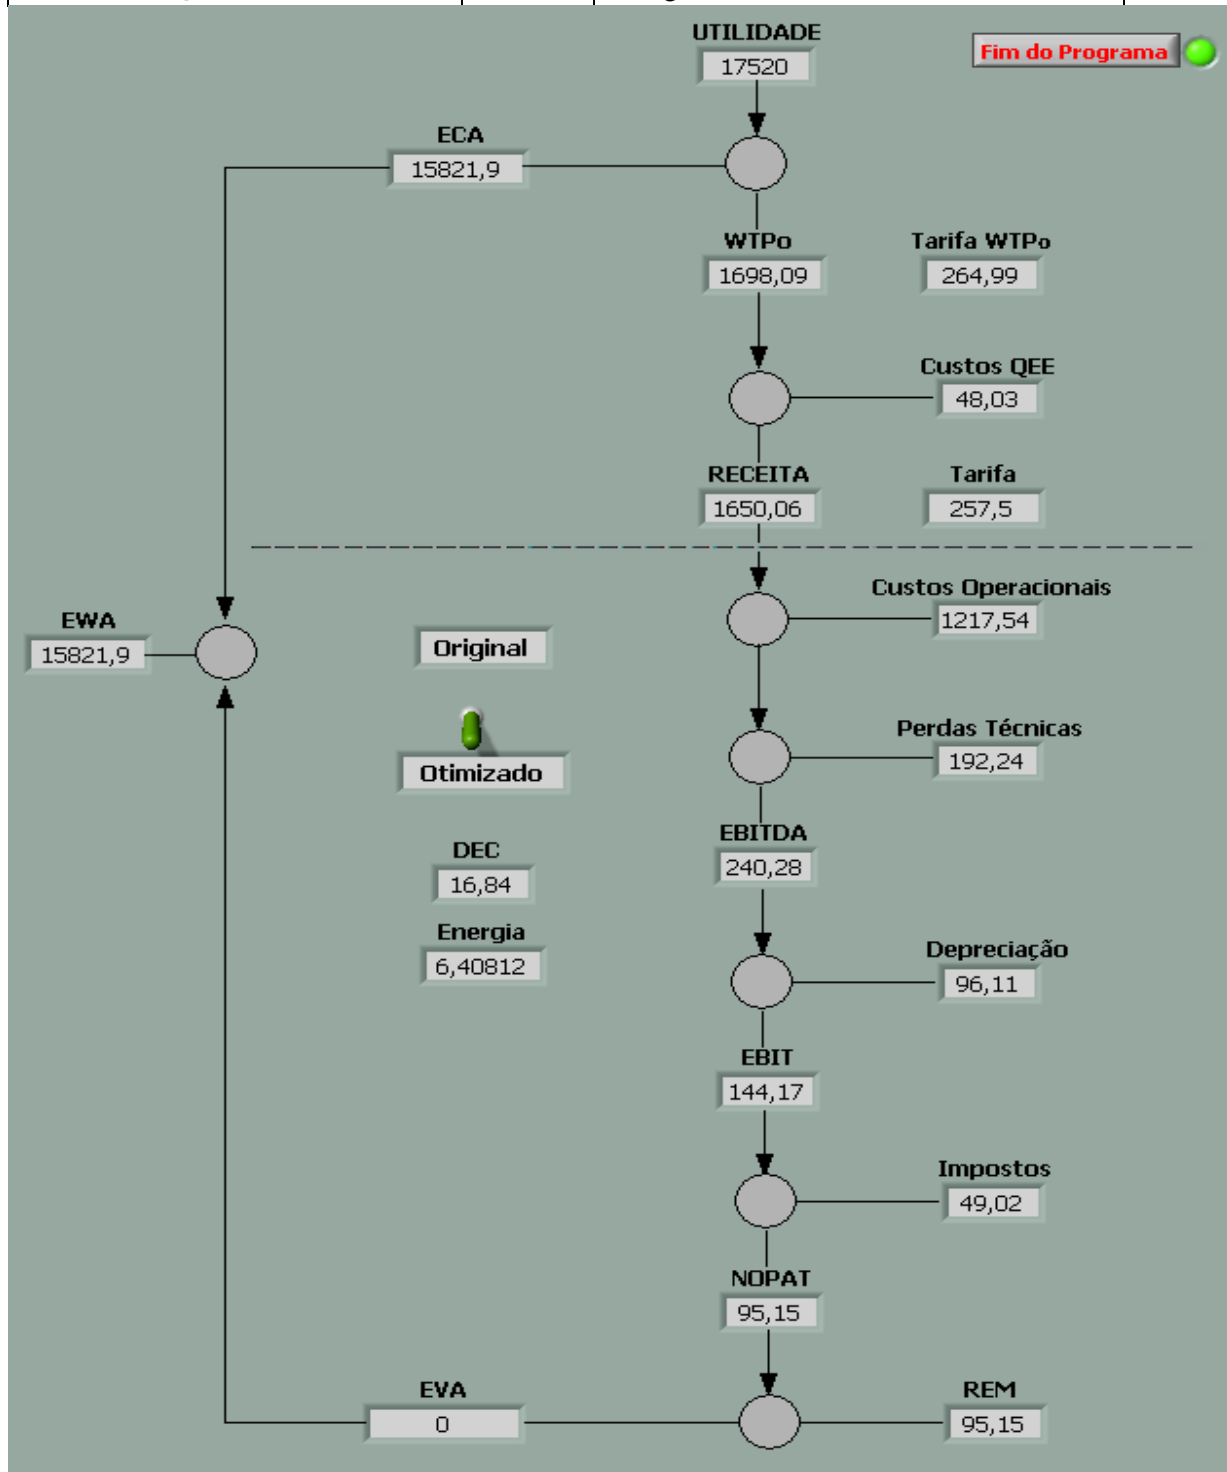 UTILIDADE
17520
Fim do Programa
ECA
15821,9
WTPo
1698,09
Tarifa WTPo
264,99
Custos QEE
48,03
RECEITA
1650,06
Tarifa
257,5
Custos Operacionais
1217,54
EWA
15821,9
Original
Otimizado
Perdas Técnicas
192,24
EBITDA
240,28
DEC
16,84
Energia
6,40812
Depreciação
96,11
EBIT
144,17
Impostos
49,02
NOPAT
95,15
EVA
0
REM
95,15